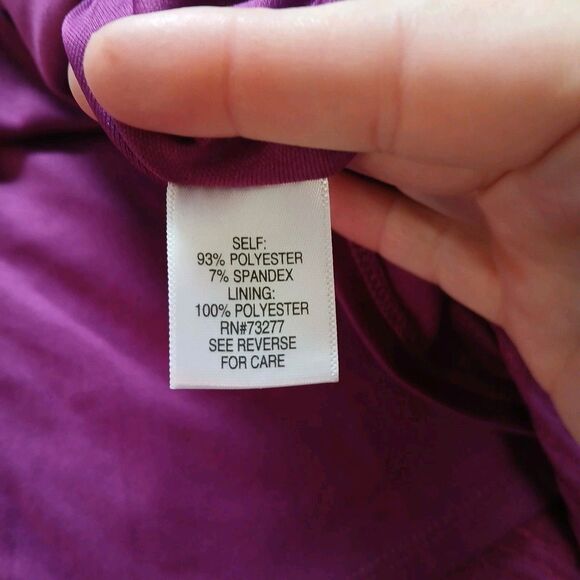 SELF:
93% POLYESTER
7% SPANDEX
LINING:
100% POLYESTER
RN#73277
SEE REVERSE
FOR CARE